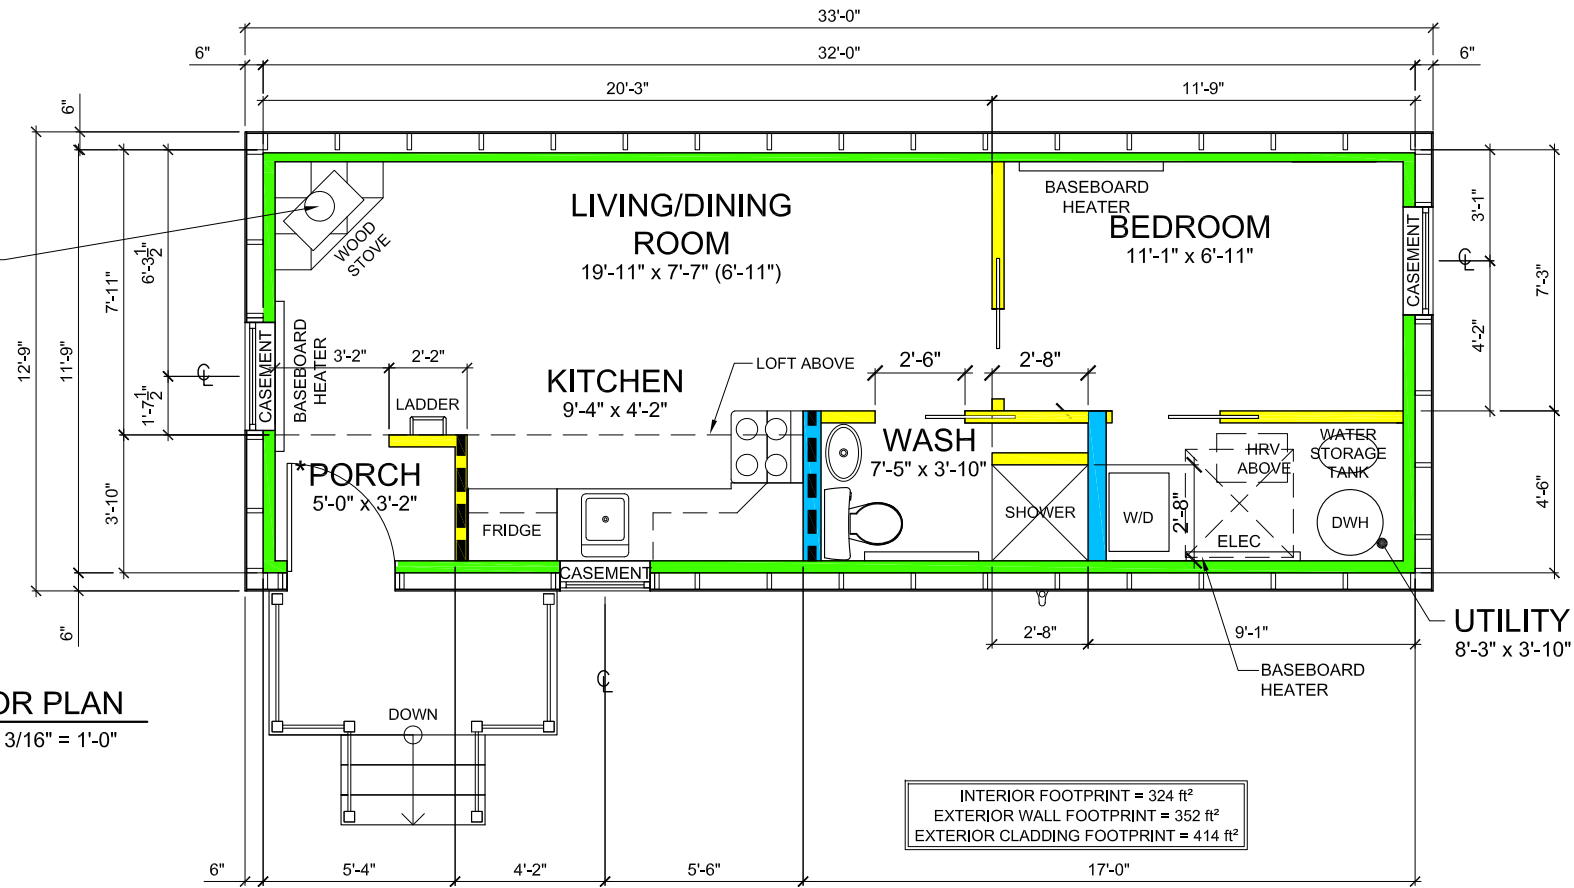 33'-0"
6"
32'-0"
6"
20'-3"
11'-9"
6"
12'-9"
11'-9"
7'-11"
6'-3 1/2"
1'-7 1/2"
3'-10"
6"
WOOD
STOVE
LIVING/DINING
ROOM
19'-11" x 7'-7" (6'-11")
BASEBOARD
HEATER
BEDROOM
11'-1" x 6'-11"
CASEMENT
3'-1"
℄
4'-2"
7'-3"
4'-6"
℄
CASEMENT
BASEBOARD
HEATER
3'-2"
2'-2"
LADDER
KITCHEN
9'-4" x 4'-2"
LOFT ABOVE
2'-6"
2'-8"
*PORCH
5'-0" x 3'-2"
FRIDGE
CASEMENT
WASH
7'-5" x 3'-10"
SHOWER
W/D
2'-8"
HRV
ABOVE
ELEC
WATER
STORAGE
TANK
DWH
UTILITY
8'-3" x 3'-10"
2'-8"
9'-1"
BASEBOARD
HEATER
℄
OR PLAN
3/16" = 1'-0"
DOWN
INTERIOR FOOTPRINT = 324 ft²
EXTERIOR WALL FOOTPRINT = 352 ft²
EXTERIOR CLADDING FOOTPRINT = 414 ft²
6"
5'-4"
4'-2"
5'-6"
17'-0"